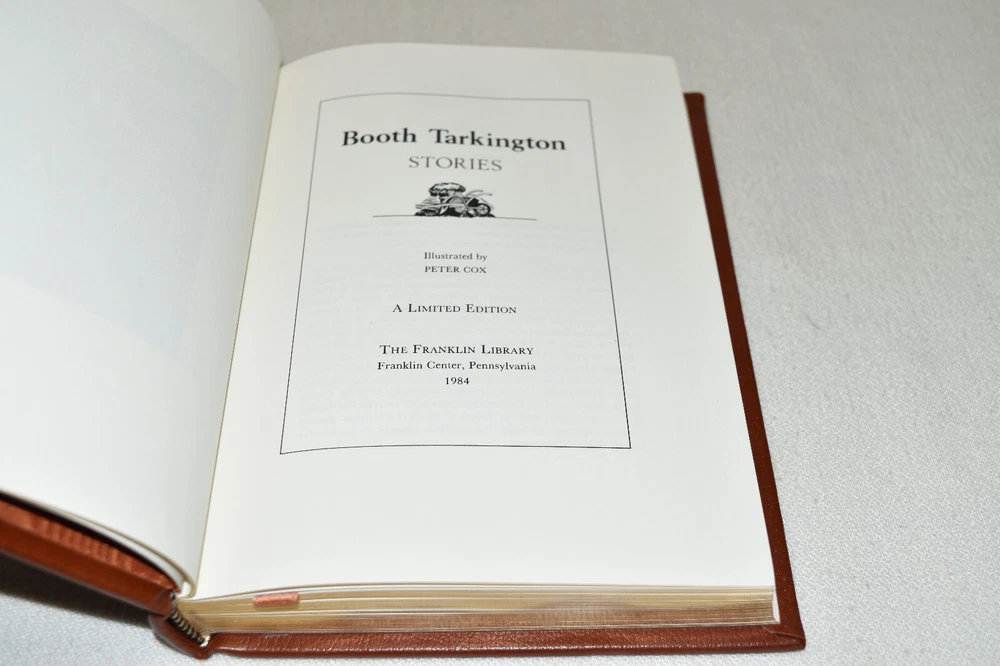 Booth Tarkington
STORIES
Illustrated by
PETER COX
A LIMITED EDITION
THE FRANKLIN LIBRARY
Franklin Center, Pennsylvania
1984